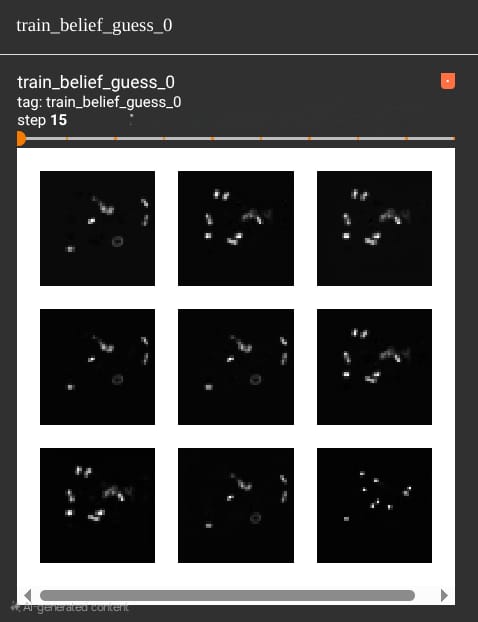 train_belief_guess_0
train_belief_guess_0
tag: train_belief_guess_0
step 15
AI-generated content